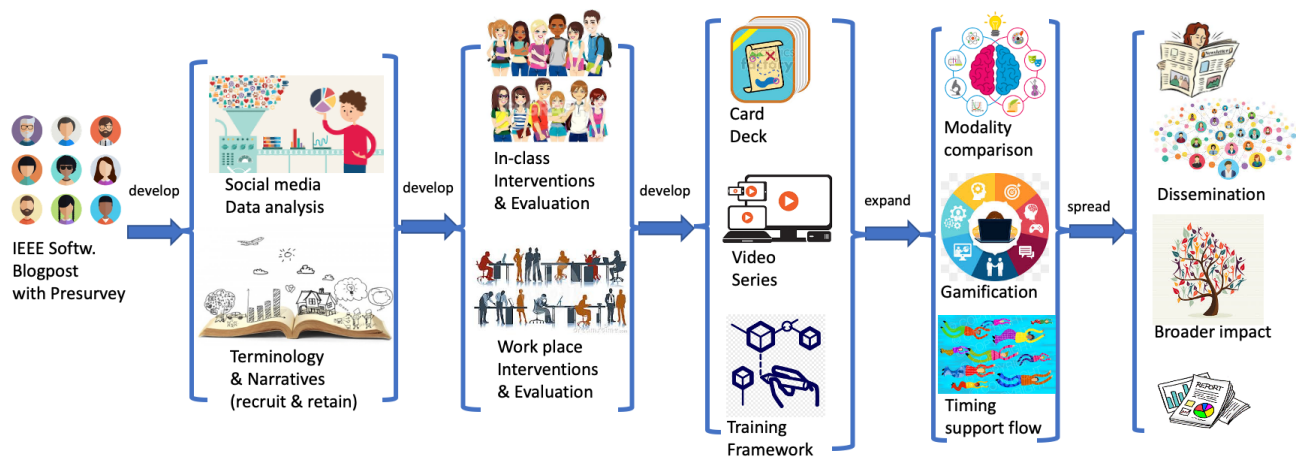 IEEE Softw.
Blogpost
with Presurvey
develop
Social media
Data analysis
Terminology
& Narratives
(recruit & retain)
develop
In-class
Interventions
& Evaluation
Work place
Interventions
& Evaluation
develop
Card
Deck
Video
Series
Training
Framework
expand
Modality
comparison
Gamification
Timing
support flow
spread
Dissemination
Broader impact
REPORT